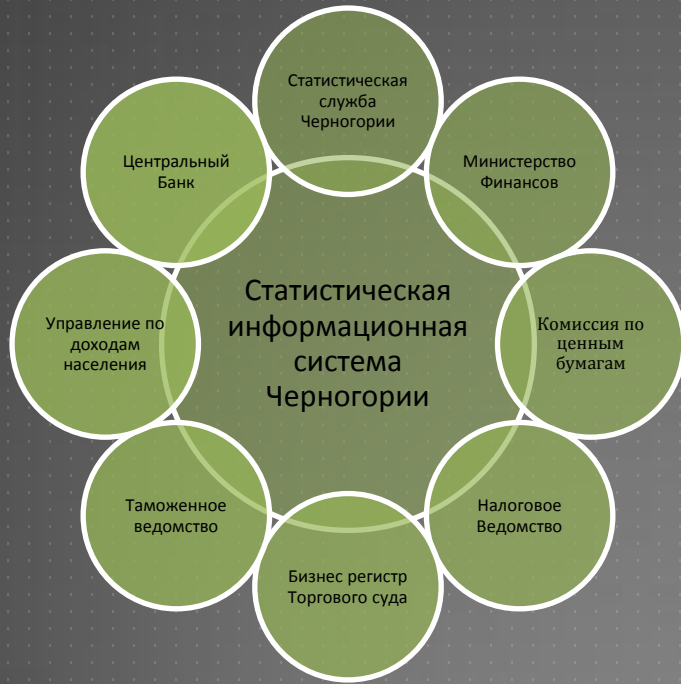 Статистическая
служба
Черногории
Центральный
Банк
Министерство
Финансов
Статистическая
информационная
система
Черногории
Управление по
доходам
населения
Комиссия по
ценным
бумагам
Таможенное
ведомство
Налоговое
Ведомство
Бизнес регистр
Торгового суда